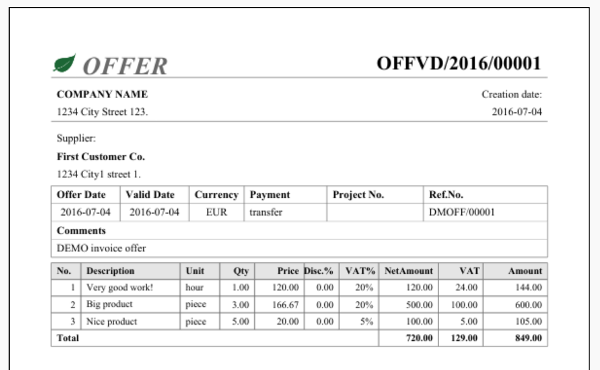 OFFER OFFVD/2016/00001
COMPANY NAME Creation date:
1234 City Street 123. 2016-07-04
Supplier:
First Customer Co.
1234 City1 street 1.
Offer Date Valid Date Currency Payment Project No. Ref.No.
2016-07-04 2016-07-04 EUR transfer DMOFF/00001
Comments
DEMO invoice offer
No. Description Unit Qty Price Disc.% VAT% NetAmount VAT Amount
1 Very good work! hour 1.00 120.00 0.00 20% 120.00 24.00 144.00
2 Big product piece 3.00 166.67 0.00 20% 500.00 100.00 600.00
3 Nice product piece 5.00 20.00 0.00 5% 100.00 5.00 105.00
Total 720.00 129.00 849.00